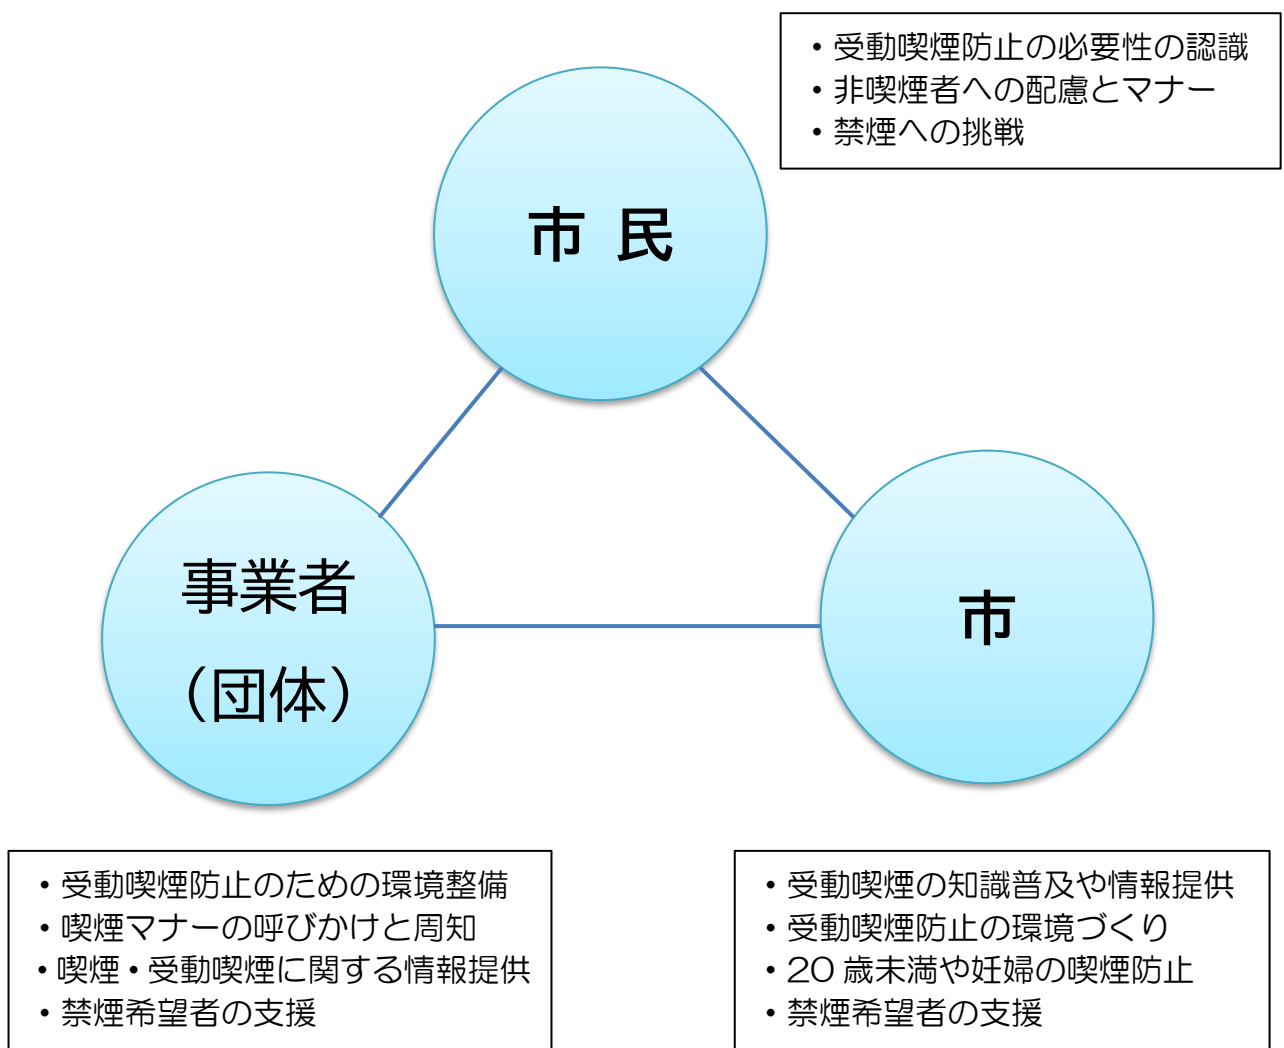 ・受動喫煙防止の必要性の認識
・非喫煙者への配慮とマナー
・禁煙への挑戦
市 民
事業者
（団体）
市
・受動喫煙防止のための環境整備
・喫煙マナーの呼びかけと周知
・喫煙・受動喫煙に関する情報提供
・禁煙希望者の支援
・受動喫煙の知識普及や情報提供
・受動喫煙防止の環境づくり
・20 歳未満や妊婦の喫煙防止
・禁煙希望者の支援